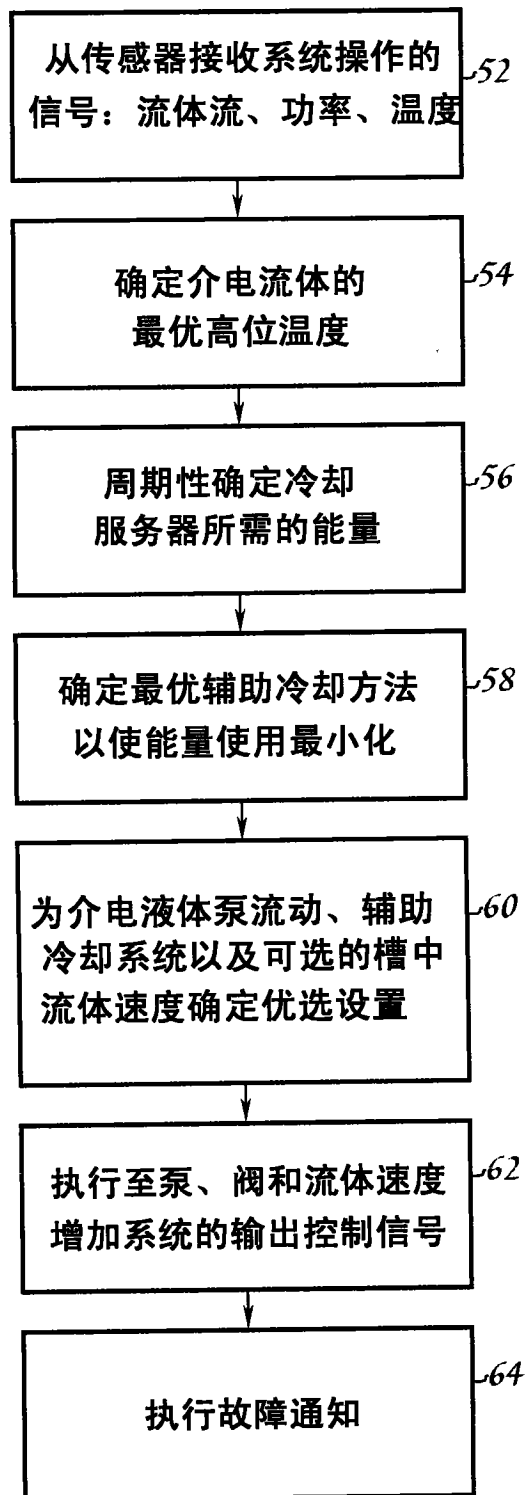 从传感器接收系统操作的
信号：流体流、功率、温度
52
确定介电流体的
最优高位温度
54
周期性确定冷却
服务器所需的能量
56
确定最优辅助冷却方法
以使能量使用最小化
58
为介电液体泵流动、辅助
冷却系统以及可选的槽中
流体速度确定优选设置
60
执行至泵、阀和流体速度
增加系统的输出控制信号
62
执行故障通知
64